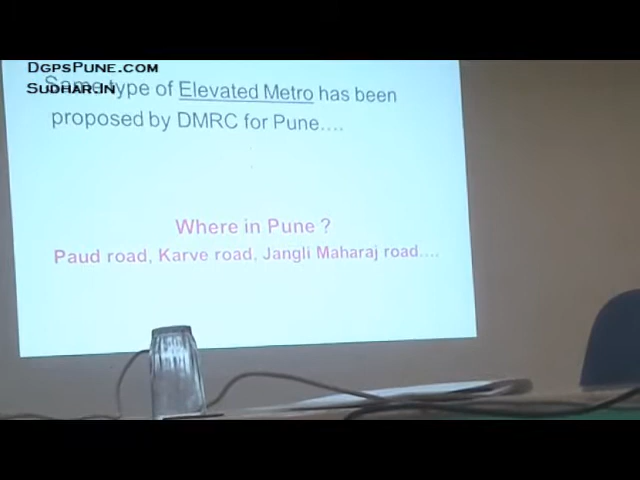 DgpsPune.com
Sudhar.in
Same type of Elevated Metro has been
proposed by DMRC for Pune....
Where in Pune ?
Paud road, Karve road, Jangli Maharaj road....